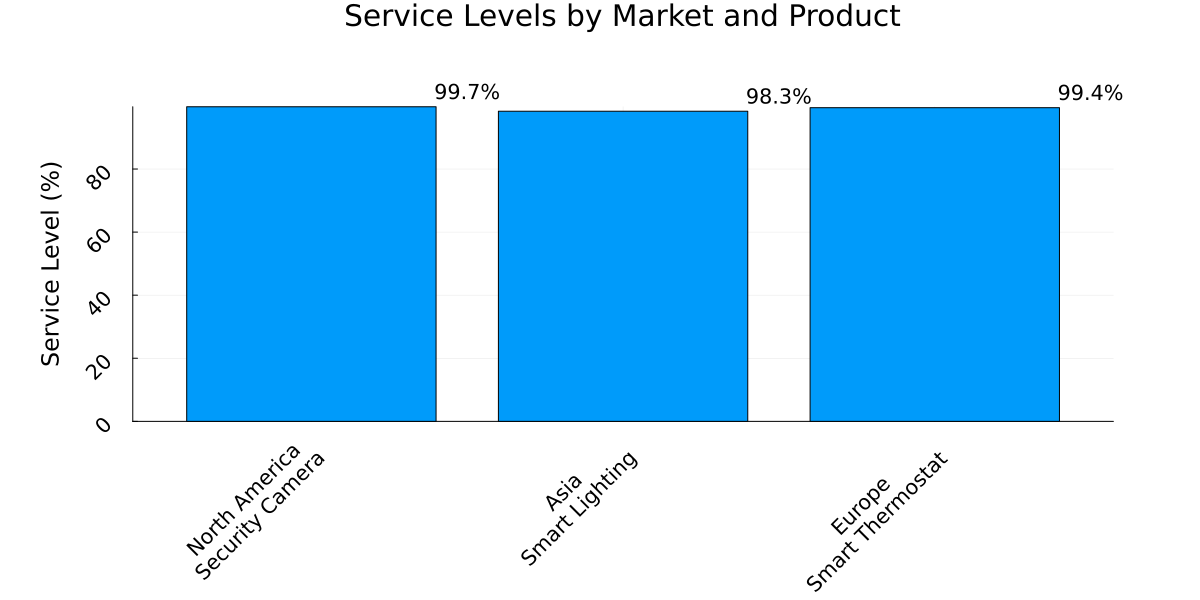 Service Levels by Market and Product
99.7%
98.3%
99.4%
Service Level (%)
80
60
40
20
0
North America
Security Camera
Asia
Smart Lighting
Europe
Smart Thermostat